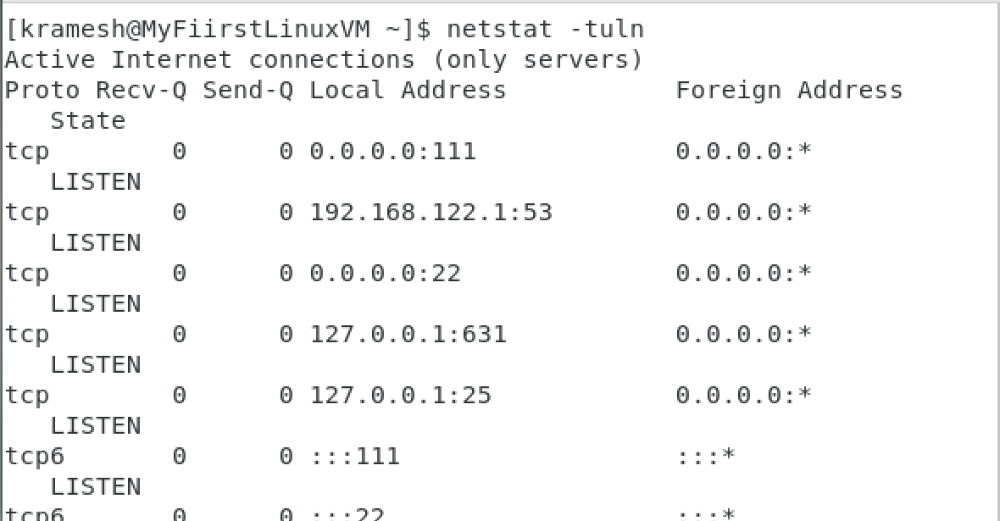 [kramesh@MyFiirstLinuxVM ~]$ netstat -tuln
Active Internet connections (only servers)
Proto Recv-Q Send-Q Local Address           Foreign Address
   State
tcp        0      0 0.0.0.0:111             0.0.0.0:*
   LISTEN
tcp        0      0 192.168.122.1:53        0.0.0.0:*
   LISTEN
tcp        0      0 0.0.0.0:22              0.0.0.0:*
   LISTEN
tcp        0      0 127.0.0.1:631           0.0.0.0:*
   LISTEN
tcp        0      0 127.0.0.1:25            0.0.0.0:*
   LISTEN
tcp6       0      0 :::111                  :::*
   LISTEN
tcp6       0      0 :::22                   :::*